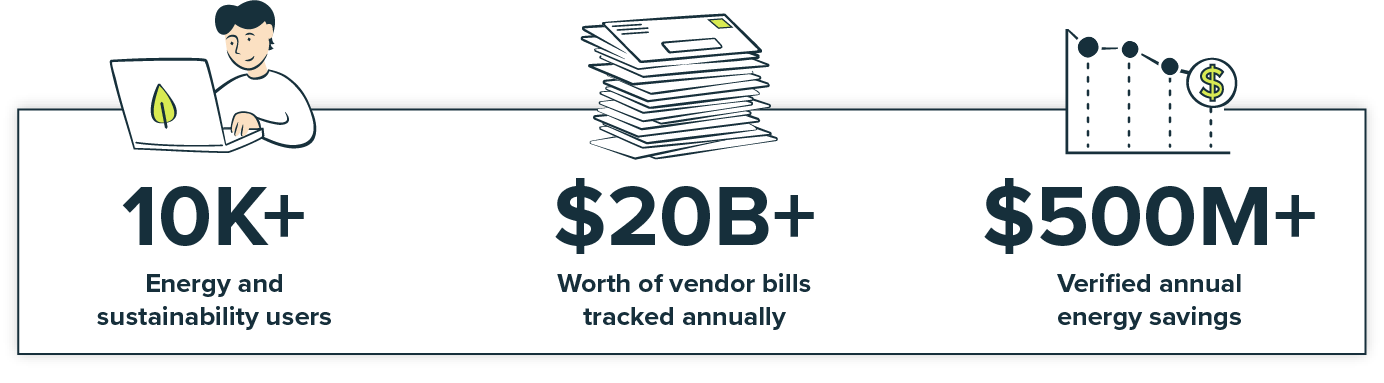 10K+
Energy and
sustainability users
$20B+
Worth of vendor bills
tracked annually
$
$500M+
Verified annual
energy savings